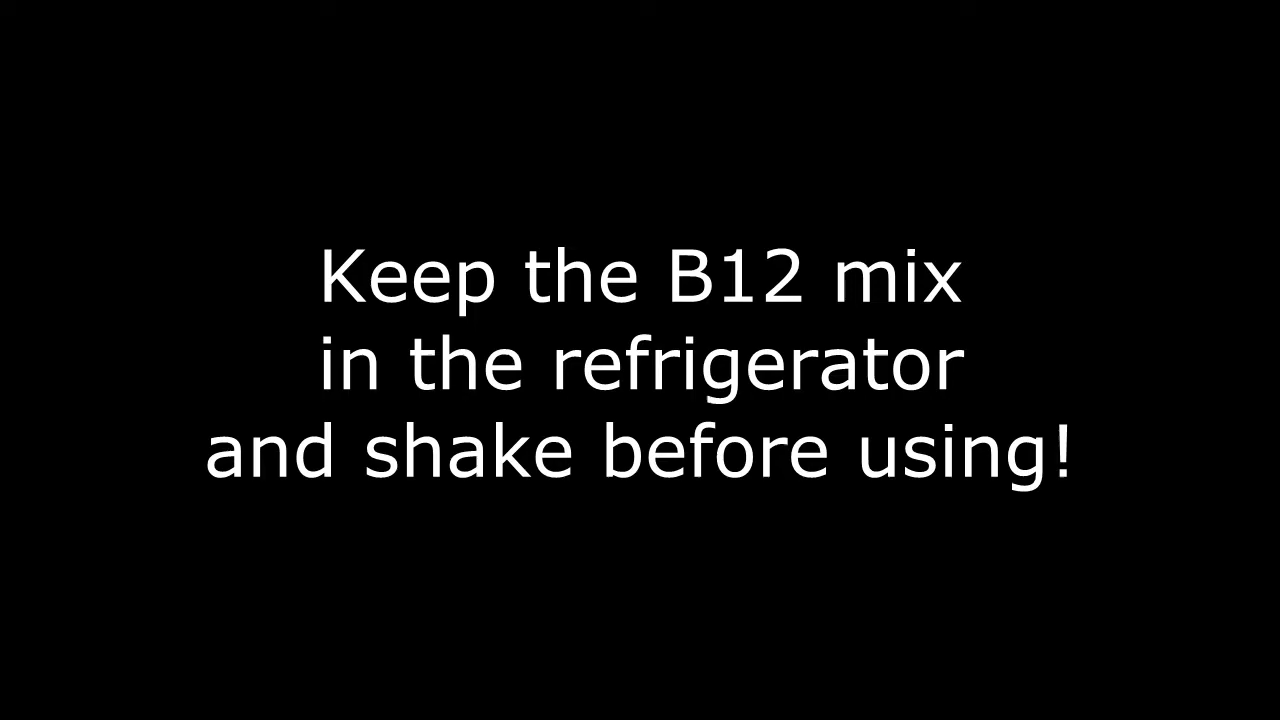 Keep the B12 mix
in the refrigerator
and shake before using!